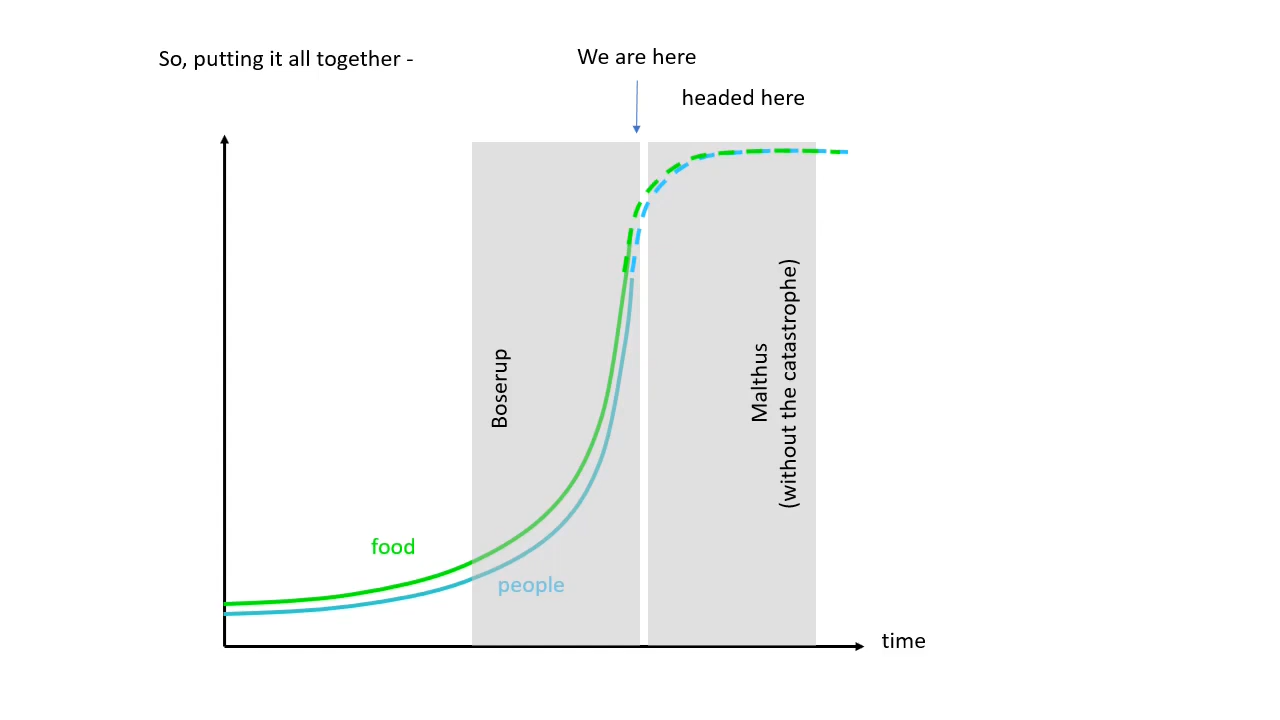 So, putting it all together -
We are here
headed here
Boserup
Malthus
(without the catastrophe)
food
people
time